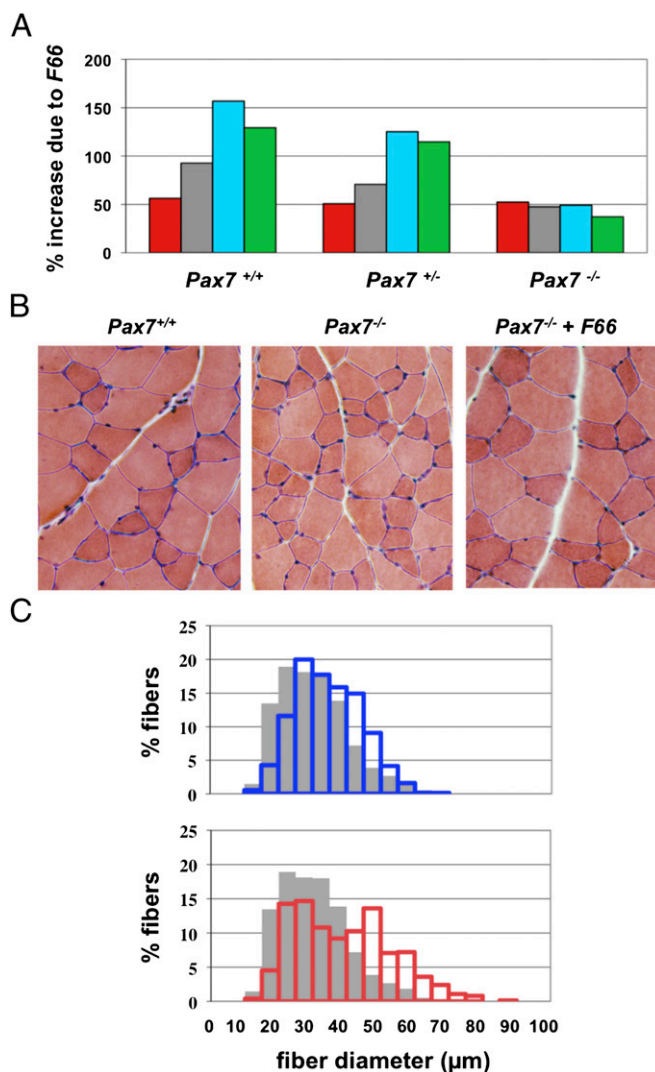 A
% increase due to F66
200
150
100
50
0
Pax7 +/+
Pax7 +/-
Pax7 -/-
B
Pax7+/+
Pax7-/-
Pax7-/- + F66
C
% fibers
25
20
15
10
5
0
% fibers
25
20
15
10
5
0
0 10 20 30 40 50 60 70 80 90 100
fiber diameter (µm)